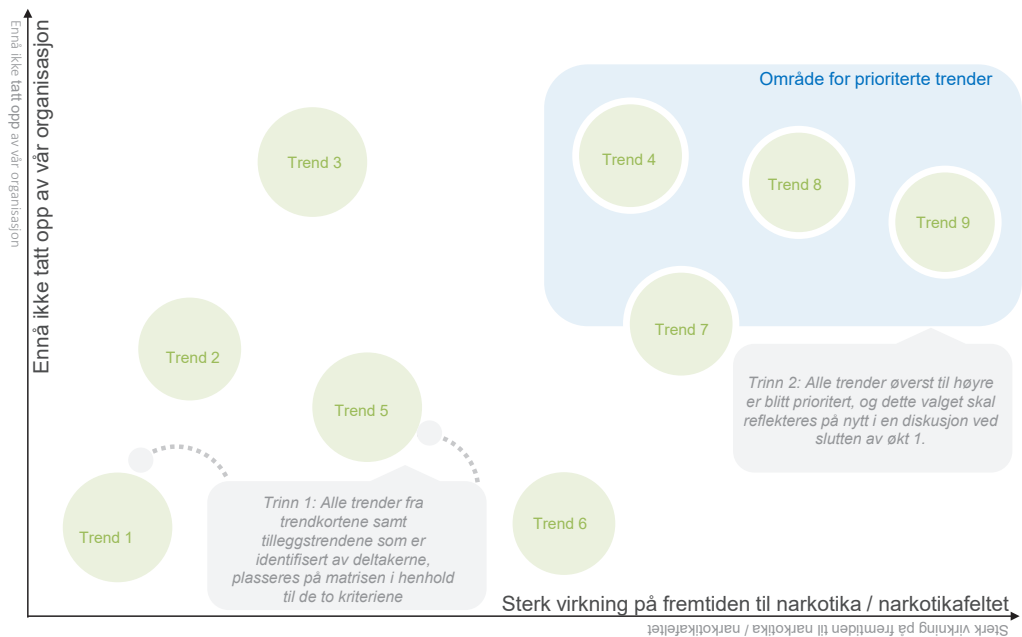 Ennå ikke tatt opp av vår organisasjon
Ennå ikke tatt opp av vår organisasjon
Område for prioriterte trender
Trend 3
Trend 4
Trend 8
Trend 9
Trend 7
Trend 2
Trend 5
Trinn 2: Alle trender øverst til høyre
er blitt prioritert, og dette valget skal
reflekteres på nytt i en diskusjon ved
slutten av økt 1.
Trend 1
Trinn 1: Alle trender fra
trendkortene samt
tilleggstrendene som er
identifisert av deltakerne,
plasseres på matrisen i henhold
til de to kriteriene
Trend 6
Sterk virkning på fremtiden til narkotika / narkotikafeltet
Sterk virkning på fremtiden til narkotika / narkotikafeltet